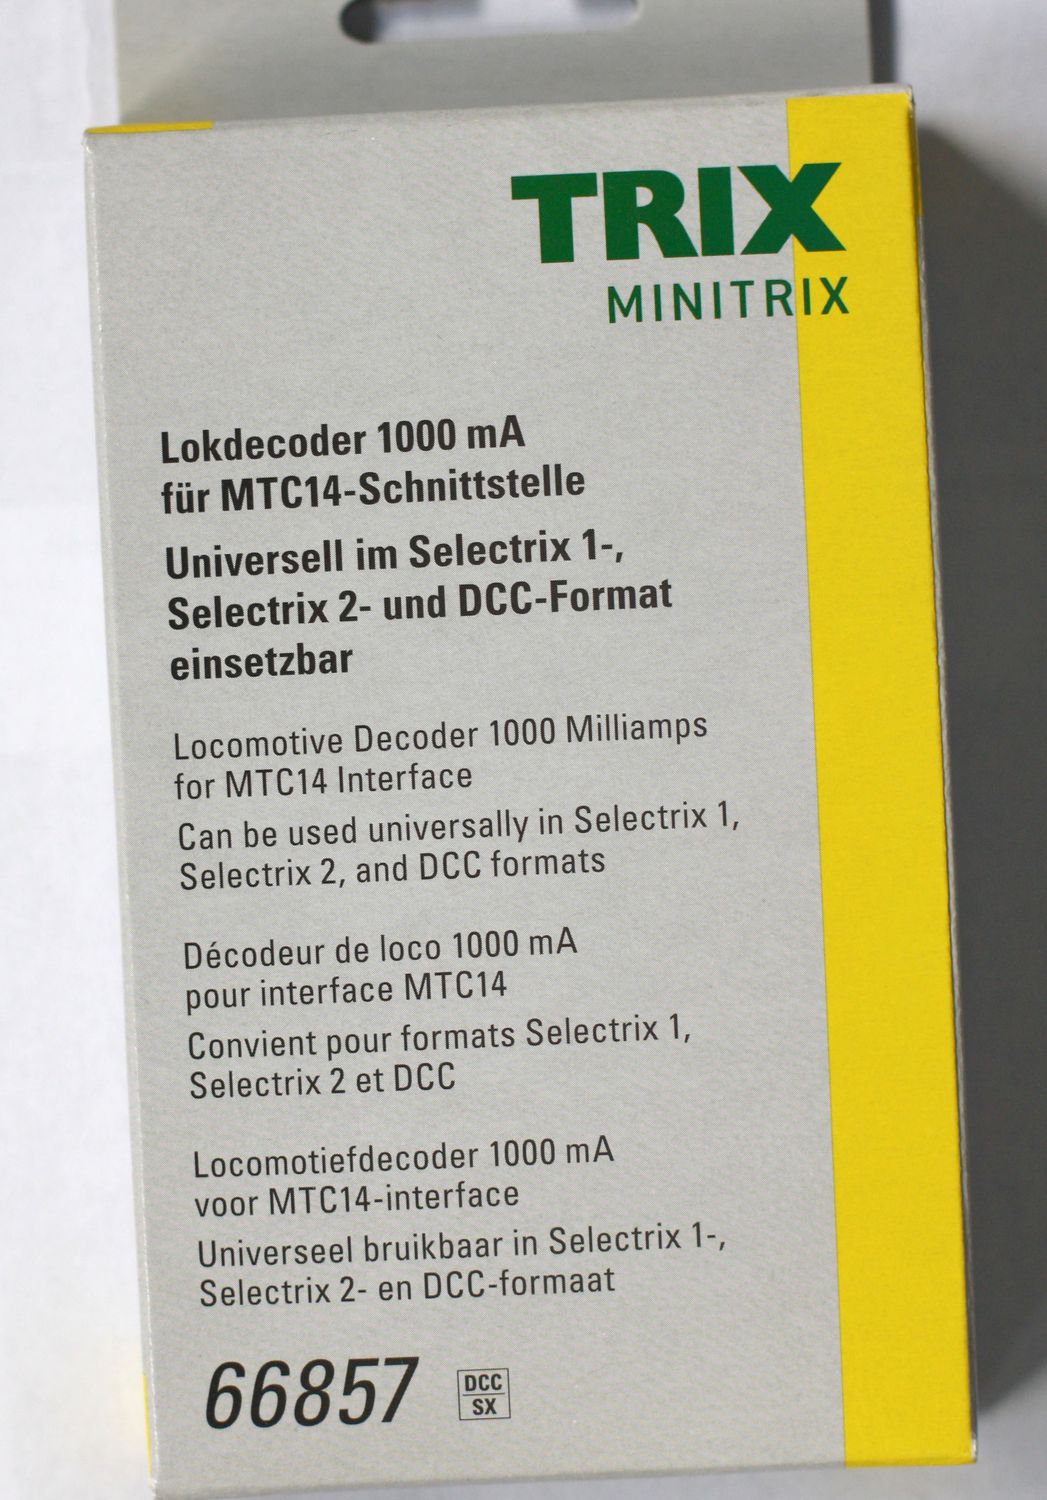 TRIX
MINITRIX
Lokdecoder 1000 mA
für MTC14-Schnittstelle
Universell im Selectrix 1-,
Selectrix 2- und DCC-Format
einsetzbar
Locomotive Decoder 1000 Milliamps
for MTC14 Interface
Can be used universally in Selectrix 1,
Selectrix 2, and DCC formats
Décodeur de loco 1000 mA
pour interface MTC14
Convient pour formats Selectrix 1,
Selectrix 2 et DCC
Locomotiefdecoder 1000 mA
voor MTC14-interface
Universeel bruikbaar in Selectrix 1-,
Selectrix 2- en DCC-formaat
66857
DCC
SX